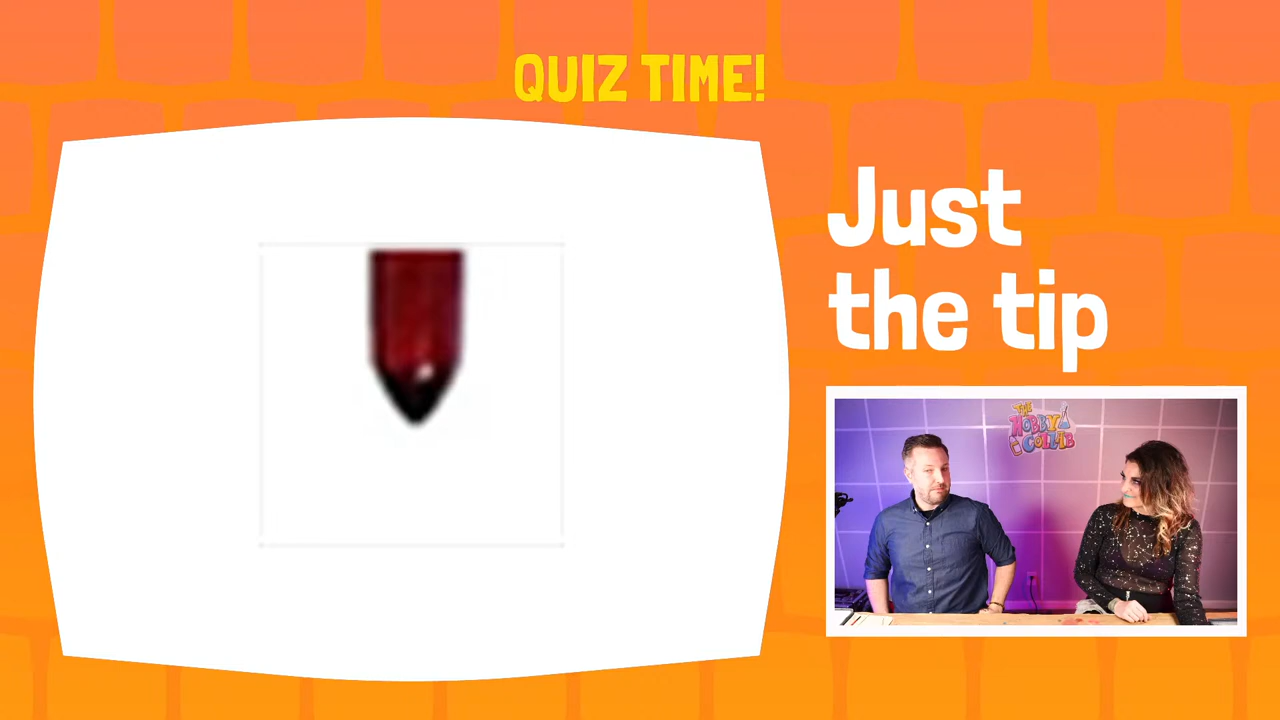 QUIZ TIME!
Just
the tip
THE
HOBBY
COLLAB